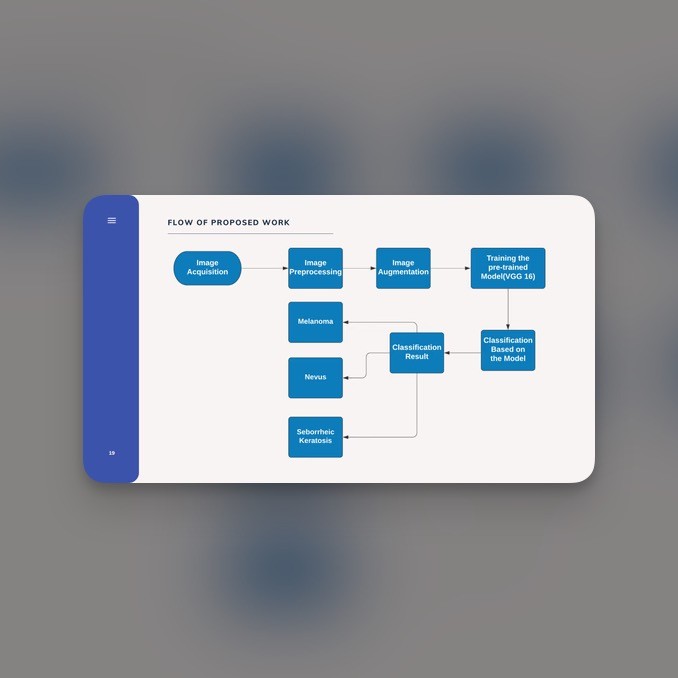 FLOW OF PROPOSED WORK
Image
Acquisition
Image
Preprocessing
Image
Augmentation
Training the
pre-trained
Model(VGG 16)
Melanoma
Classification
Result
Classification
Based on
the Model
Nevus
Seborrheic
Keratosis
19